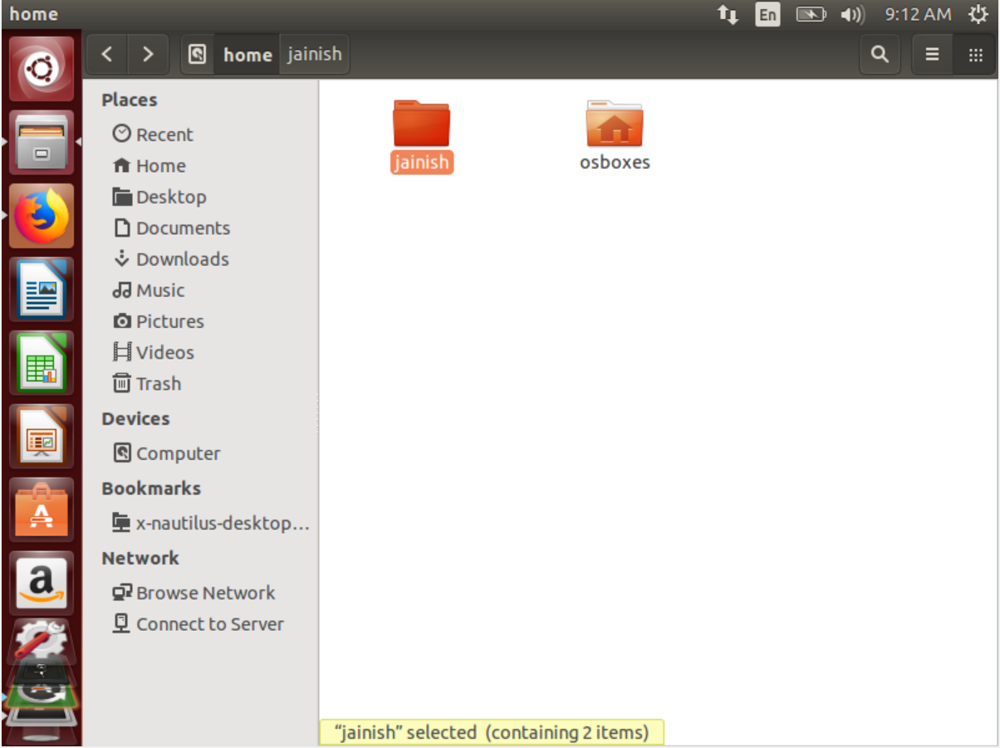 home
En
9:12 AM
home jainish
Places
Recent
Home
Desktop
Documents
Downloads
Music
Pictures
Videos
Trash
Devices
Computer
Bookmarks
x-nautilus-desktop...
Network
Browse Network
Connect to Server
jainish
osboxes
“jainish” selected (containing 2 items)
a